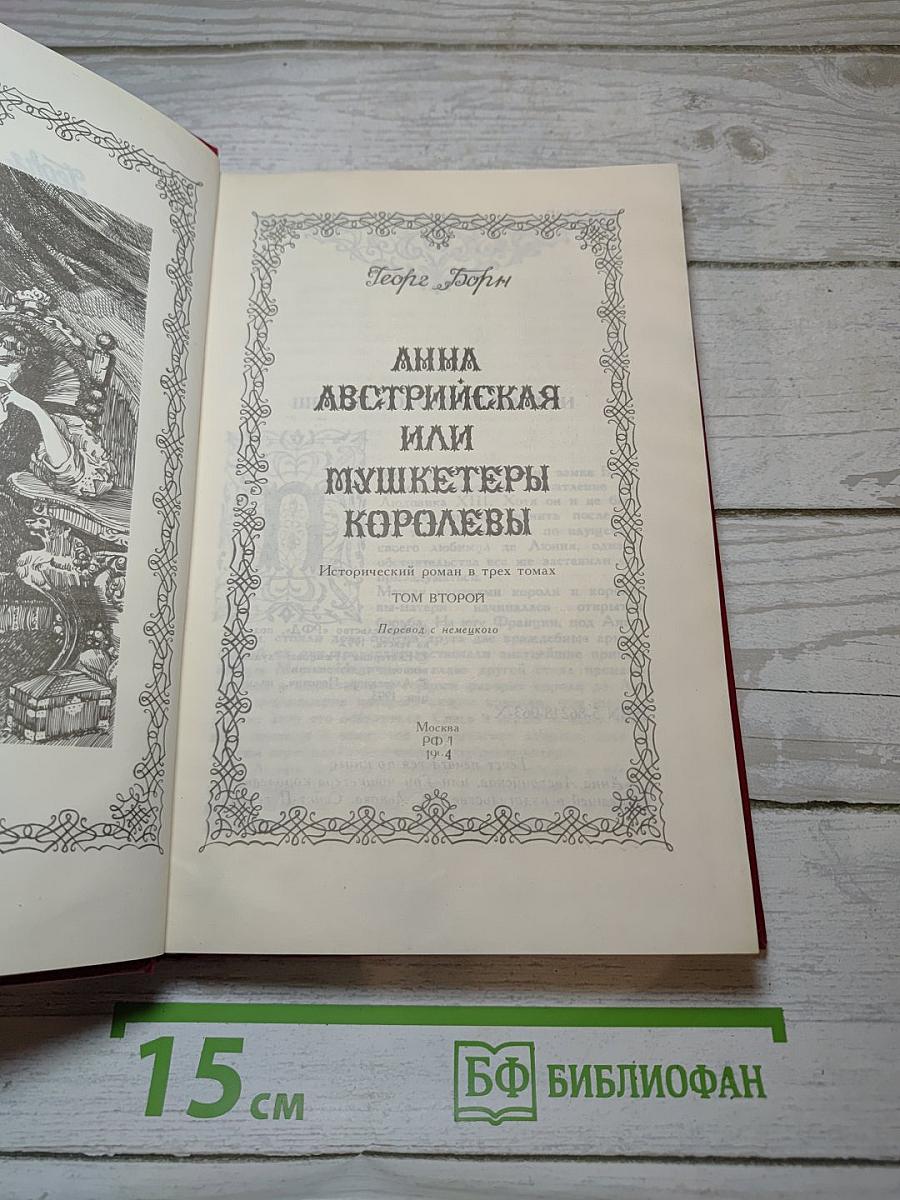 Георг Борн
АННА
АВСТРИЙСКАЯ
ИЛИ
МУШКЕТЕРЫ
КОРОЛЕВЫ
Исторический роман в трех томах
ТОМ ВТОРОЙ
Перевод с немецкого
Москва
15 см
БФ БИБЛИОФАН